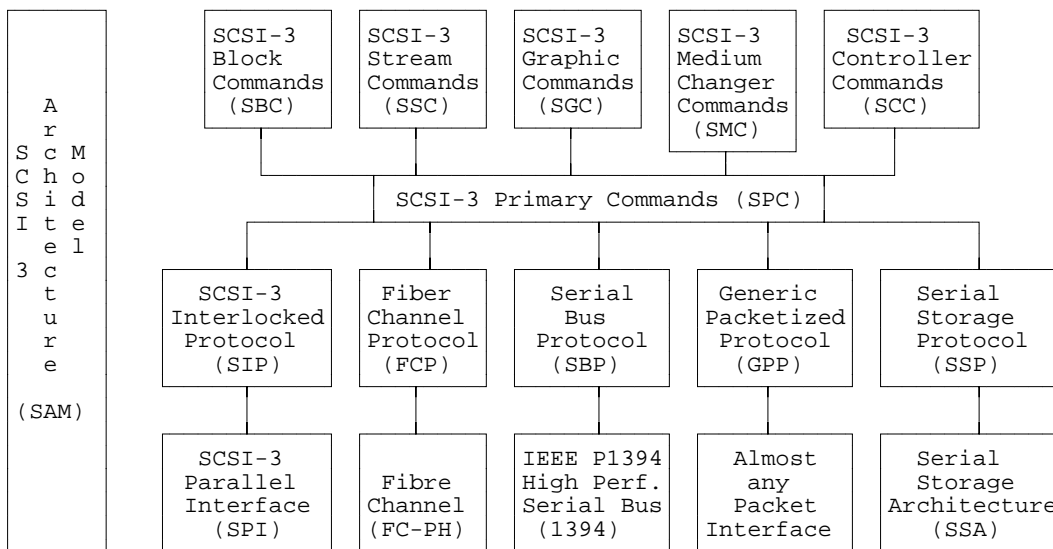 SCSI 3
Architecture
Model
(SAM)
SCSI-3
Block
Commands
(SBC)
SCSI-3
Stream
Commands
(SSC)
SCSI-3
Graphic
Commands
(SGC)
SCSI-3
Medium
Changer
Commands
(SMC)
SCSI-3
Controller
Commands
(SCC)
SCSI-3 Primary Commands (SPC)
SCSI-3
Interlocked
Protocol
(SIP)
Fiber
Channel
Protocol
(FCP)
Serial
Bus
Protocol
(SBP)
Generic
Packetized
Protocol
(GPP)
Serial
Storage
Protocol
(SSP)
SCSI-3
Parallel
Interface
(SPI)
Fibre
Channel
(FC-PH)
IEEE P1394
High Perf.
Serial Bus
(1394)
Almost
any
Packet
Interface
Serial
Storage
Architecture
(SSA)